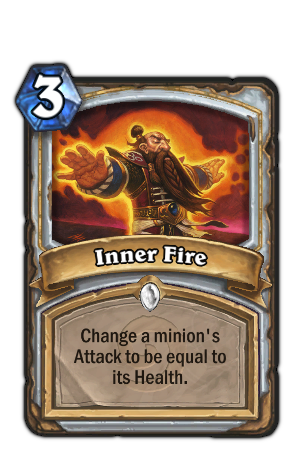 3
Inner Fire
Change a minion's
Attack to be equal to
its Health.